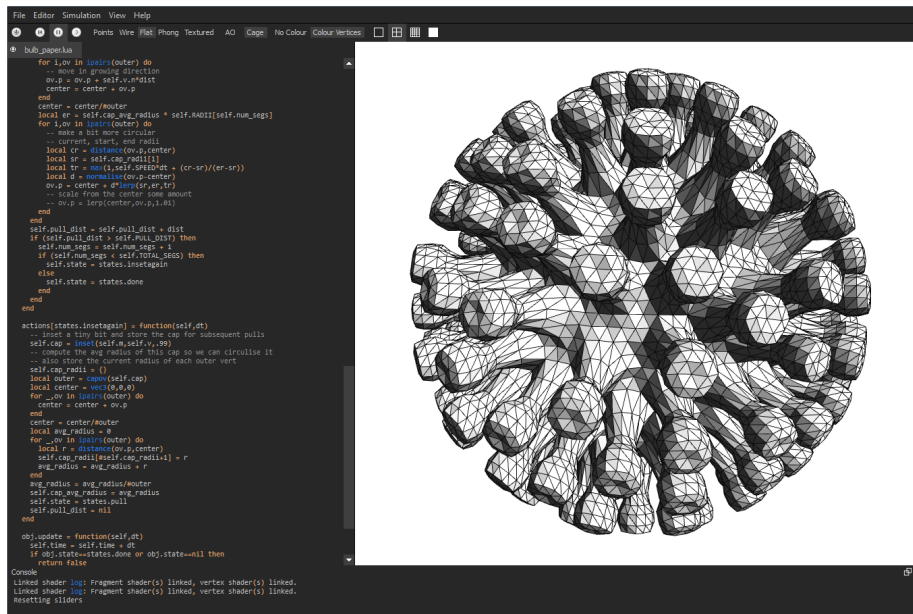 File Editor Simulation View Help
Points Wire Flat Phong Textured AO Cage No Colour Colour Vertices
bulb_paper.lua
for i,ov in ipairs(outer) do
-- move in growing direction
ov.p = ov.p + self.v.n*dist
center = center + ov.p
end
center = center/#outer
local er = self.cap_avg_radius * self.RADII[self.num_segs]
for i,ov in ipairs(outer) do
-- make a bit more circular
-- current, start, end radii
local cr = distance(ov.p,center)
local sr = self.cap_radii[i]
local tr = max(1,self.SPEED*dt + (cr-sr)/(er-sr))
local d = normalise(ov.p-center)
ov.p = center + d*lerp(sr,er,tr)
-- scale from the center some amount
-- ov.p = lerp(center,ov.p,1.01)
end
end
self.pull_dist = self.pull_dist + dist
if (self.pull_dist > self.PULL_DIST) then
self.num_segs = self.num_segs + 1
if (self.num_segs < self.TOTAL_SEGS) then
self.state = states.insetagain
else
self.state = states.done
end
end
end
actions[states.insetagain] = function(self,dt)
-- inset a tiny bit and store the cap for subsequent pulls
self.cap = inset(self.m,self.v,.99)
-- compute the avg radius of this cap so we can circulise it
-- also store the current radius of each outer vert
self.cap_radii = {}
local outer = capov(self.cap)
local center = vec3(0,0,0)
for _,ov in ipairs(outer) do
center = center + ov.p
end
center = center/#outer
local avg_radius = 0
for _,ov in ipairs(outer) do
local r = distance(ov.p,center)
self.cap_radii[#self.cap_radii+1] = r
avg_radius = avg_radius + r
end
avg_radius = avg_radius/#outer
self.cap_avg_radius = avg_radius
self.state = states.pull
self.pull_dist = nil
end
obj.update = function(self,dt)
self.time = self.time + dt
if obj.state==states.done or obj.state==nil then
return false
Console
Linked shader log: Fragment shader(s) linked, vertex shader(s) linked.
Linked shader log: Fragment shader(s) linked, vertex shader(s) linked.
Resetting sliders